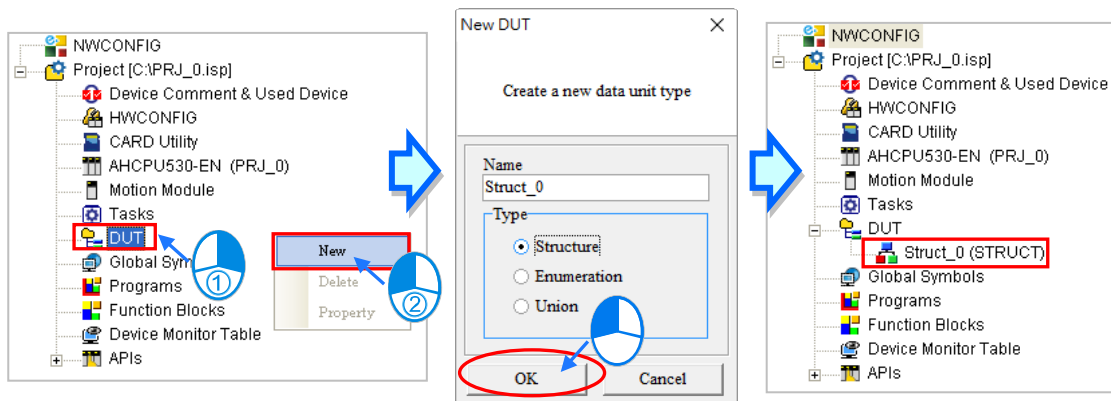 NWCONFIG
Project [C:\PRJ_0.isp]
Device Comment & Used Device
HWCONFIG
CARD Utility
AHCPU530-EN (PRJ_0)
Motion Module
Tasks
DUT
Global Sym
Programs
Function Blocks
Device Monitor Table
APIs
①
New
Delete
Property
②
New DUT
Create a new data unit type
Name
Struct_0
Type
Structure
Enumeration
Union
OK
Cancel
NWCONFIG
Project [C:\PRJ_0.isp]
Device Comment & Used Device
HWCONFIG
CARD Utility
AHCPU530-EN (PRJ_0)
Motion Module
Tasks
DUT
Struct_0 (STRUCT)
Global Symbols
Programs
Function Blocks
Device Monitor Table
APIs